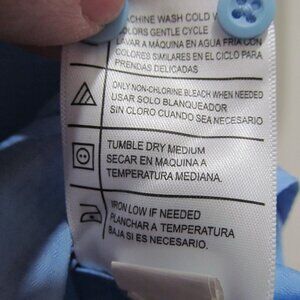 MACHINE WASH COLD W
COLORS GENTLE CYCLE
LAVAR A MÁQUINA EN AGUA FRIA CON
COLORES SIMILARES EN EL CICLO PARA
PRENDAS DELICADAS
ONLY NON-CHLORINE BLEACH WHEN NEEDED
USAR SOLO BLANQUEADOR
SIN CLORO CUANDO SEA NECESARIO
TUMBLE DRY MEDIUM
SECAR EN MAQUINA A
TEMPERATURA MEDIANA.
IRON LOW IF NEEDED
PLANCHAR A TEMPERATURA
BAJA SI ES NECESARIO.